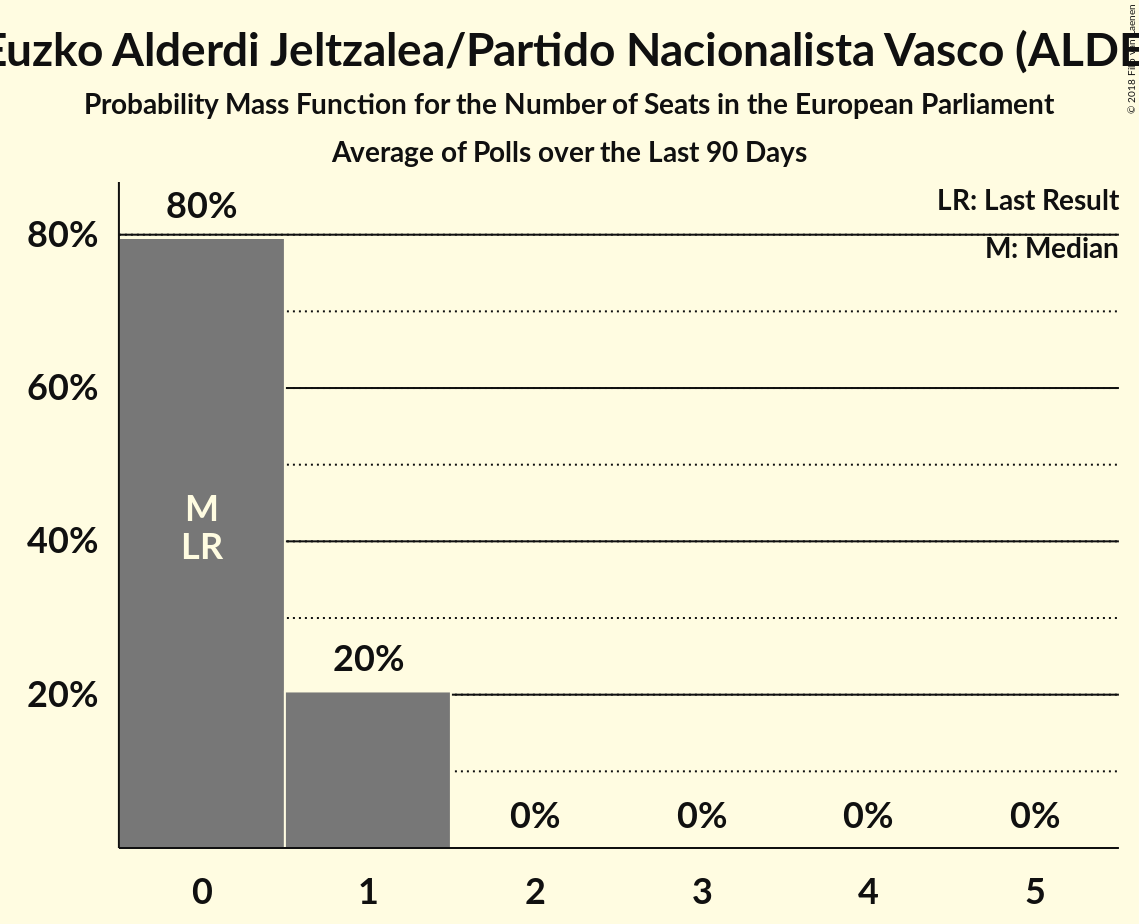 Euzko Alderdi Jeltzalea/Partido Nacionalista Vasco (ALDE
Probability Mass Function for the Number of Seats in the European Parliament
Average of Polls over the Last 90 Days
© 2018 Filip
LR: Last Result
M: Median
80%
80%
60%
M
LR
40%
20%
20%
0% 0% 0% 0%
0 1 2 3 4 5